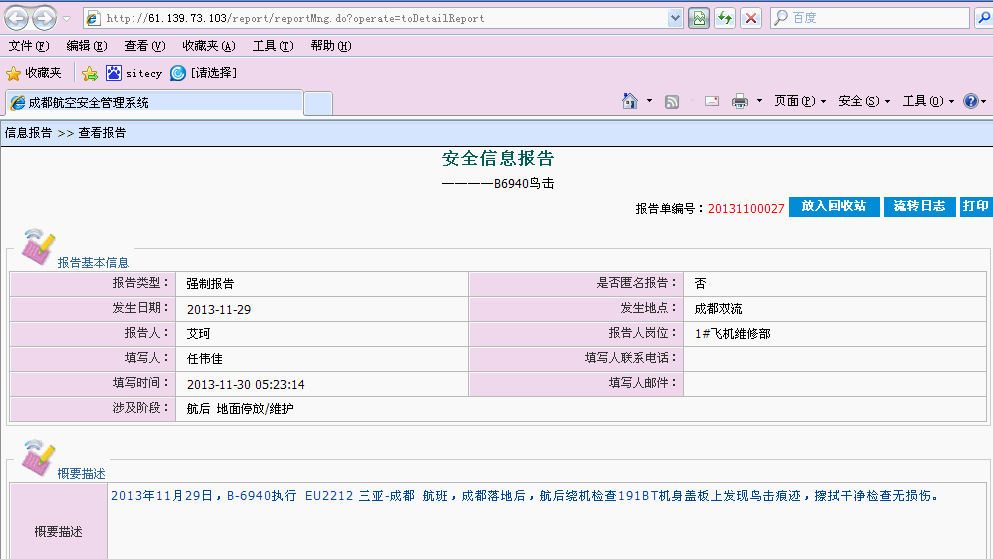 http://61.139.73.103/report/reportMng.do?operate=toDetailReport
百度
文件(F) 编辑(E) 查看(V) 收藏夹(A) 工具(T) 帮助(H)
收藏夹 sitecy [请选择]
成都航空安全管理系统
页面(P) 安全(S) 工具(O)
信息报告 >> 查看报告
安全信息报告
————B6940鸟击
报告单编号：20131100027 放入回收站 流转日志 打印
报告基本信息
报告类型： 强制报告 是否匿名报告： 否
发生日期： 2013-11-29 发生地点： 成都双流
报告人： 艾珂 报告人岗位： 1#飞机维修部
填写人： 任伟佳 填写人联系电话：
填写时间： 2013-11-30 05:23:14 填写人邮件：
涉及阶段： 航后 地面停放/维护
概要描述
2013年11月29日，B-6940执行 EU2212 三亚-成都 航班，成都落地后，航后绕机检查191BT机身盖板上发现鸟击痕迹，擦拭干净检查无损伤。
概要描述